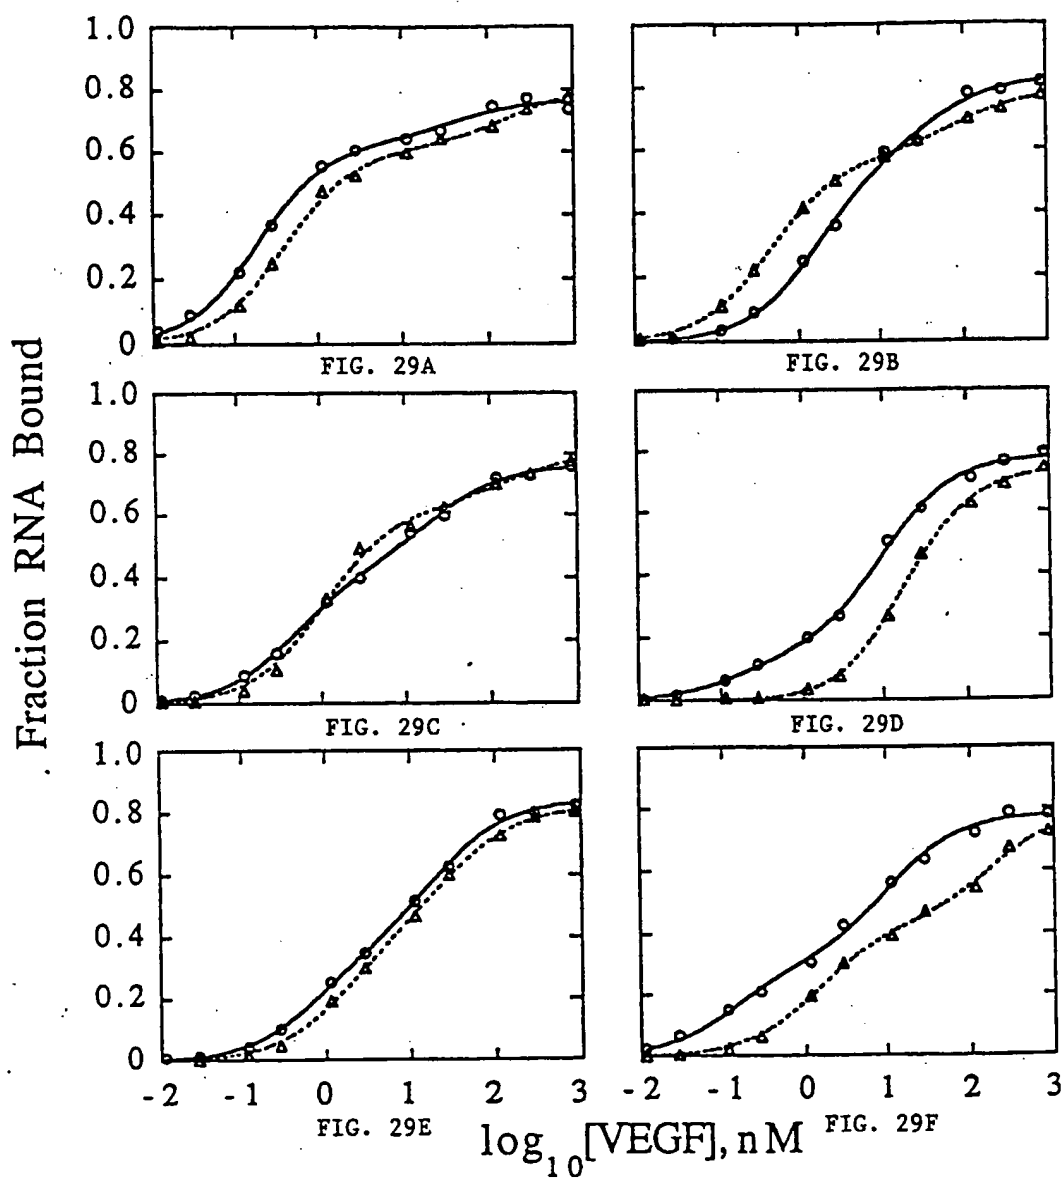 1.0
0.8
0.6
0.4
0.2
0
FIG. 29A
FIG. 29B
1.0
0.8
0.6
0.4
0.2
0
FIG. 29C
FIG. 29D
1.0
0.8
0.6
0.4
0.2
0
-2 -1 0 1 2 3
-2 -1 0 1 2 3
FIG. 29E
FIG. 29F
Fraction RNA Bound
log10[VEGF], nM